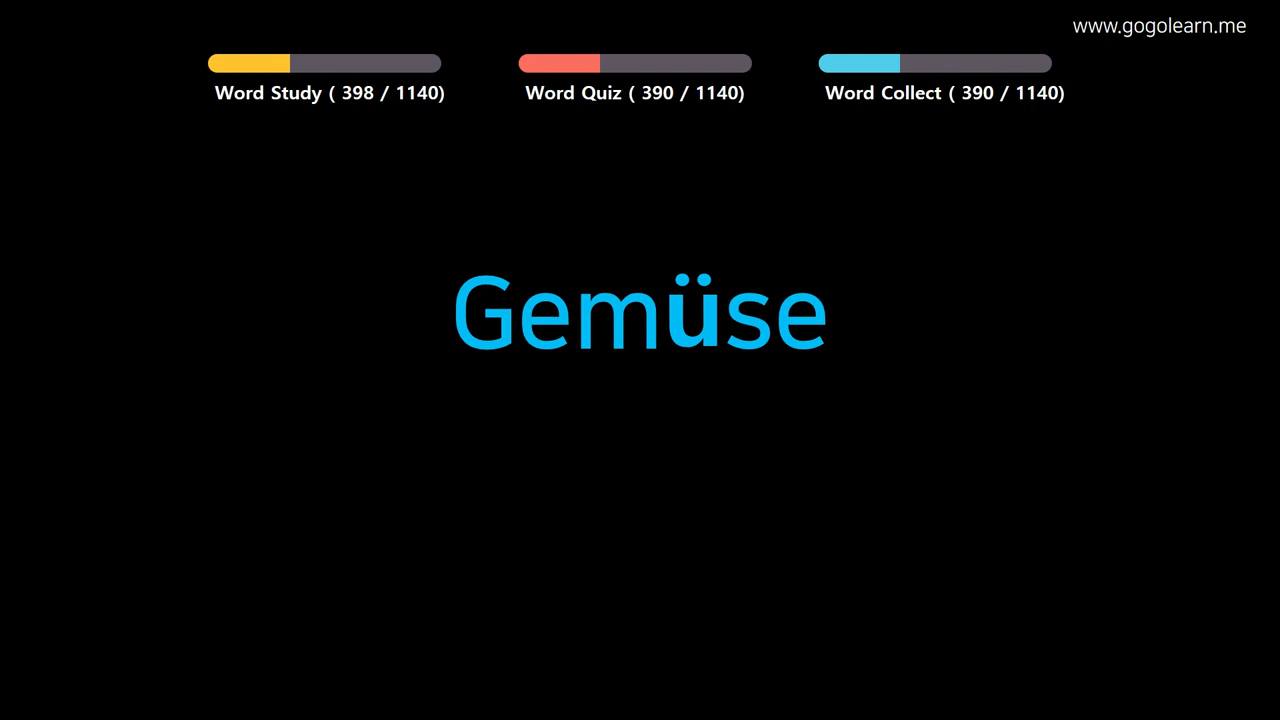 www.gogolearn.me
Word Study ( 398 / 1140)
Word Quiz ( 390 / 1140)
Word Collect ( 390 / 1140)
Gemüse